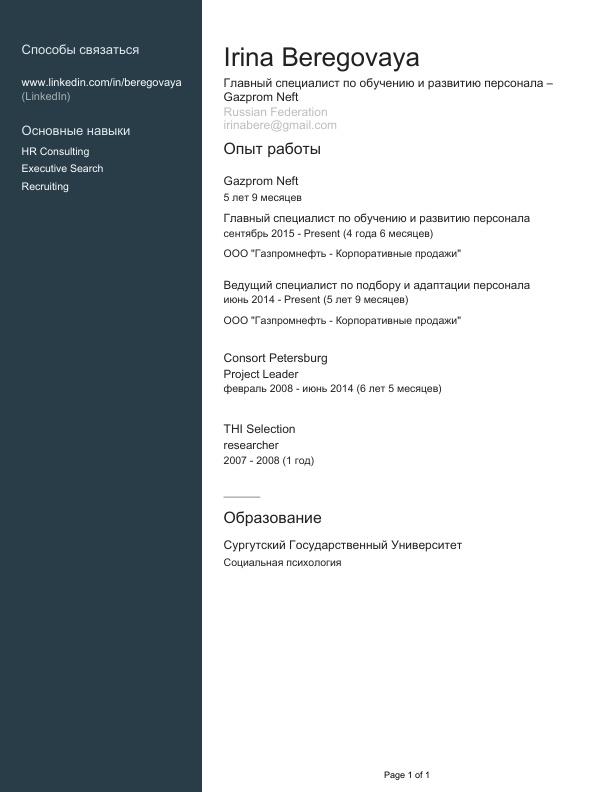 Способы связаться
www.linkedin.com/in/beregovaya
(LinkedIn)
Основные навыки
HR Consulting
Executive Search
Recruiting
Irina Beregovaya
Главный специалист по обучению и развитию персонала –
Gazprom Neft
Russian Federation
irinabere@gmail.com
Опыт работы
Gazprom Neft
5 лет 9 месяцев
Главный специалист по обучению и развитию персонала
сентябрь 2015 - Present (4 года 6 месяцев)
ООО "Газпромнефть - Корпоративные продажи"
Ведущий специалист по подбору и адаптации персонала
июнь 2014 - Present (5 лет 9 месяцев)
ООО "Газпромнефть - Корпоративные продажи"
Consort Petersburg
Project Leader
февраль 2008 - июнь 2014 (6 лет 5 месяцев)
THI Selection
researcher
2007 - 2008 (1 год)
Образование
Сургутский Государственный Университет
Социальная психология
Page 1 of 1